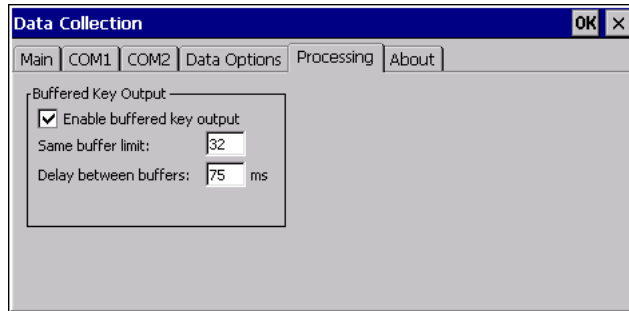 Data Collection OK ×
Main COM1 COM2 Data Options Processing About
Buffered Key Output
Enable buffered key output
Same buffer limit: 32
Delay between buffers: 75 ms